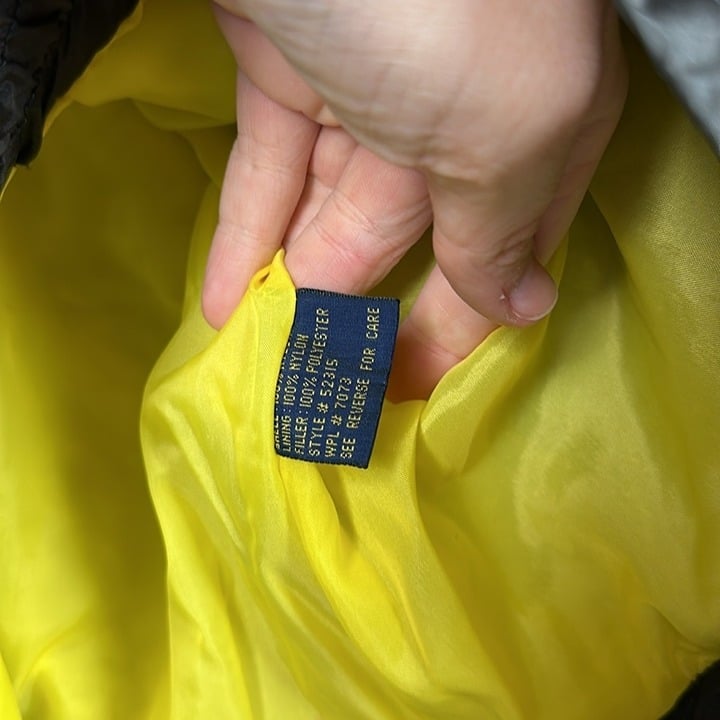 LINING: 100% NYLON
FILLER: 100% POLYESTER
STYLE # 52315
WPL # 7073
SEE REVERSE FOR CARE